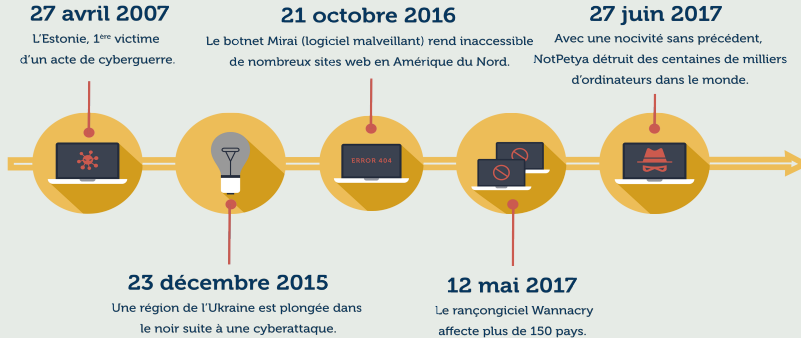 27 avril 2007
L'Estonie, 1ère victime
d'un acte de cyberguerre.
23 décembre 2015
Une région de l'Ukraine est plongée dans
le noir suite à une cyberattaque.
21 octobre 2016
Le botnet Mirai (logiciel malveillant) rend inaccessible
de nombreux sites web en Amérique du Nord.
ERROR 404
12 mai 2017
Le rançongiciel Wannacry
affecte plus de 150 pays.
27 juin 2017
Avec une nocivité sans précédent,
NotPetya détruit des centaines de milliers
d'ordinateurs dans le monde.